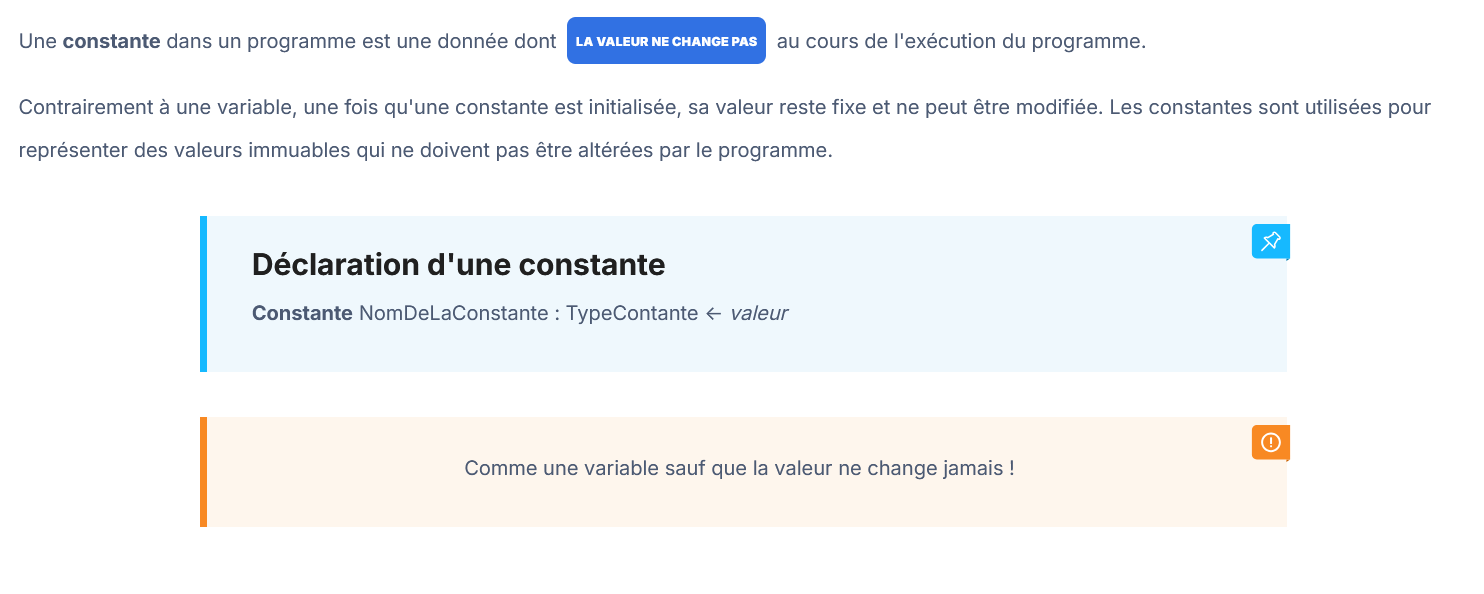 Une constante dans un programme est une donnée dont LA VALEUR NE CHANGE PAS au cours de l'exécution du programme.
Contrairement à une variable, une fois qu'une constante est initialisée, sa valeur reste fixe et ne peut être modifiée. Les constantes sont utilisées pour
représenter des valeurs immuables qui ne doivent pas être altérées par le programme.
Déclaration d'une constante
Constante NomDeLaConstante : TypeContante ← valeur
Comme une variable sauf que la valeur ne change jamais !